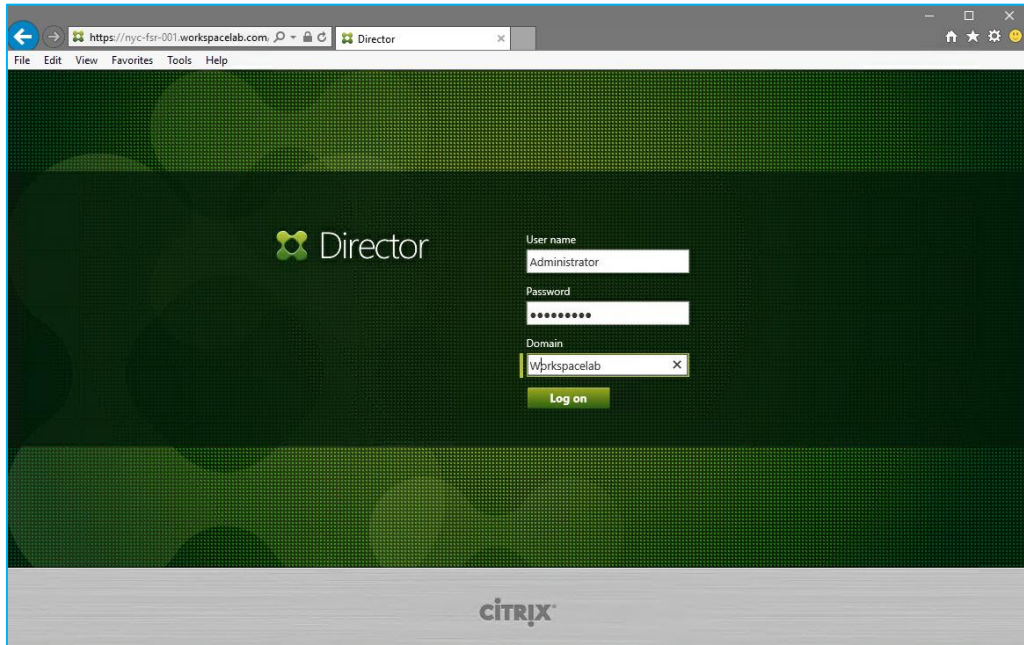 https://nyc-fsr-001.workspacelab.com, Director
File Edit View Favorites Tools Help
Director
User name
Administrator
Password
•••••••••
Domain
Workspacelab
Log on
CITRIX